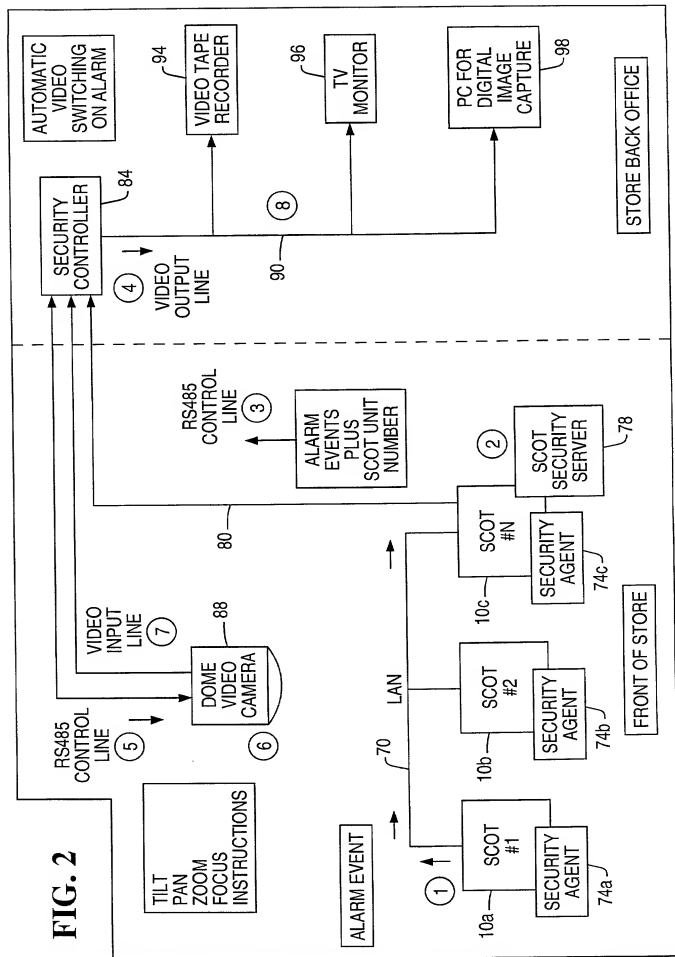 FIG. 2
TILT
PAN
ZOOM
FOCUS
INSTRUCTIONS
RS485
CONTROL
LINE
5
VIDEO
INPUT
LINE
7
DOME
VIDEO
CAMERA
88
6
80
RS485
CONTROL
LINE
3
ALARM
EVENTS
PLUS
SCOT UNIT
NUMBER
ALARM EVENT
1
SCOT
#1
10a
SECURITY
AGENT
74a
70
LAN
SCOT
#2
10b
SECURITY
AGENT
74b
SCOT
#N
10c
SECURITY
AGENT
74c
2
SCOT
SECURITY
SERVER
78
FRONT OF STORE
SECURITY
CONTROLLER
84
4
VIDEO
OUTPUT
LINE
90
8
AUTOMATIC
VIDEO
SWITCHING
ON ALARM
VIDEO TAPE
RECORDER
94
TV
MONITOR
96
PC FOR
DIGITAL
IMAGE
CAPTURE
98
STORE BACK OFFICE